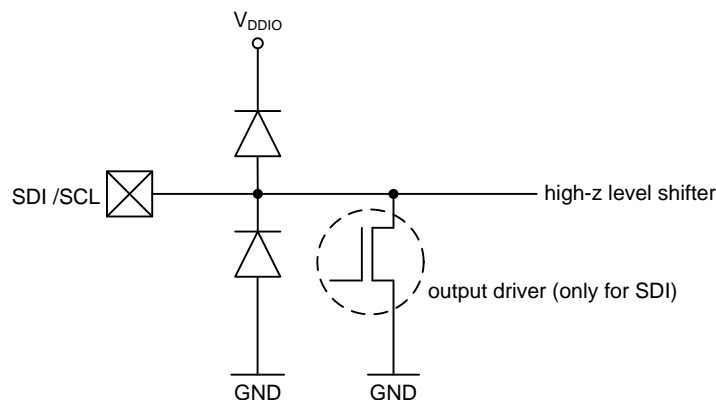 VDDIO
SDI /SCL
high-z level shifter
output driver (only for SDI)
GND
GND